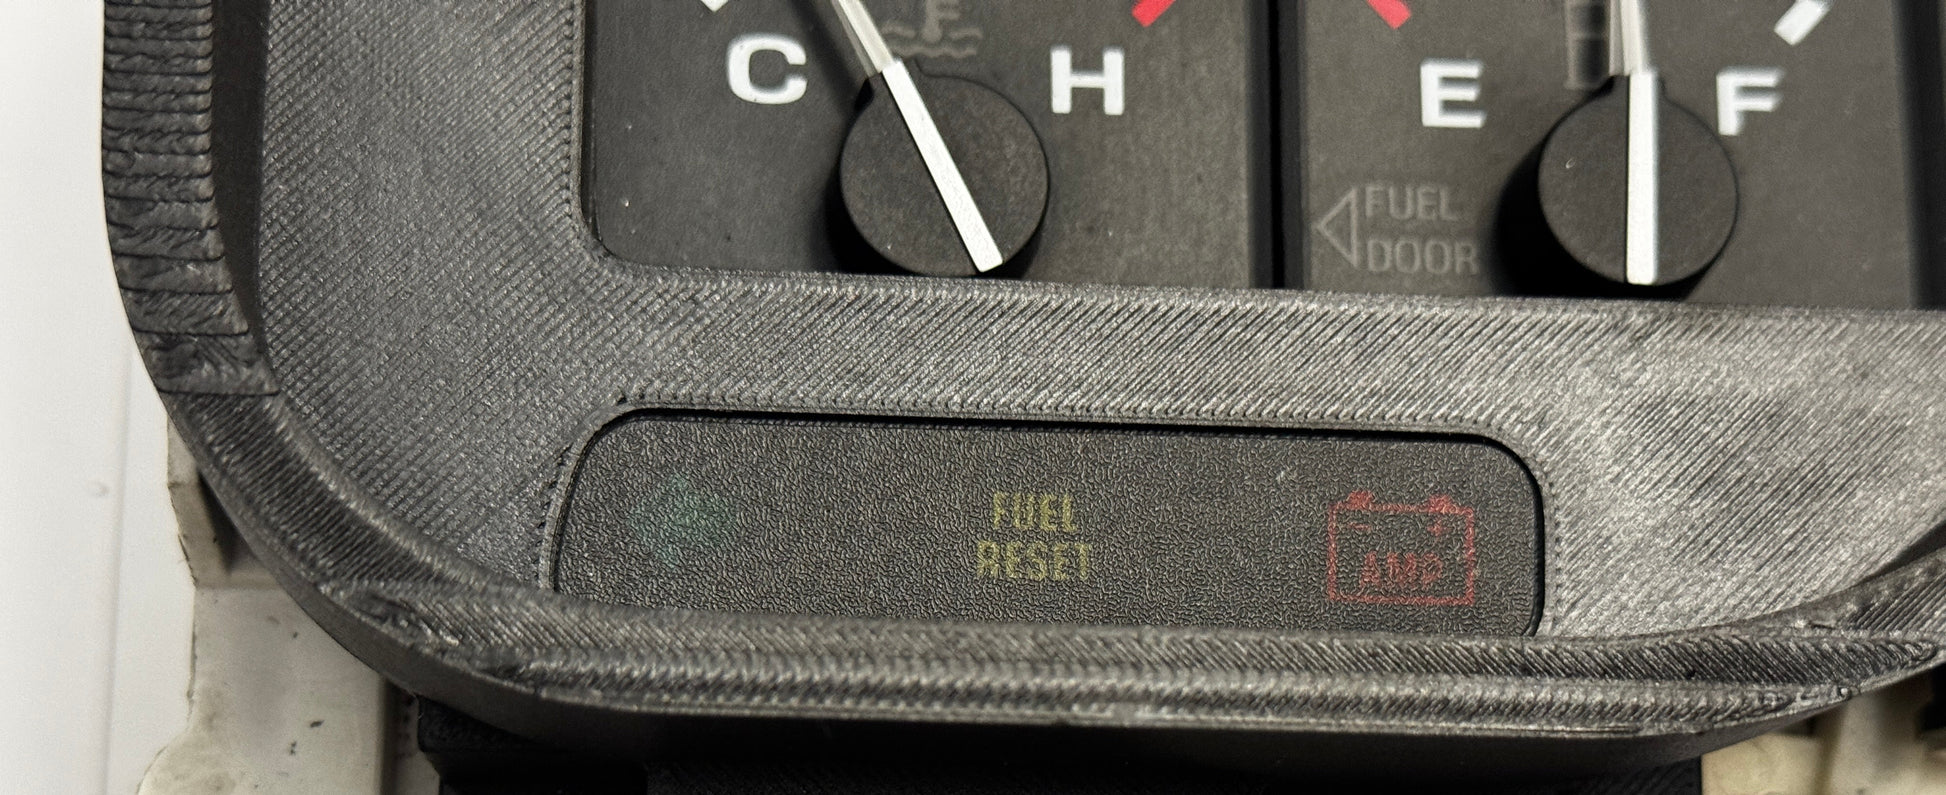 C H
E F
FUEL
DOOR
FUEL
RESET
- +
AMP